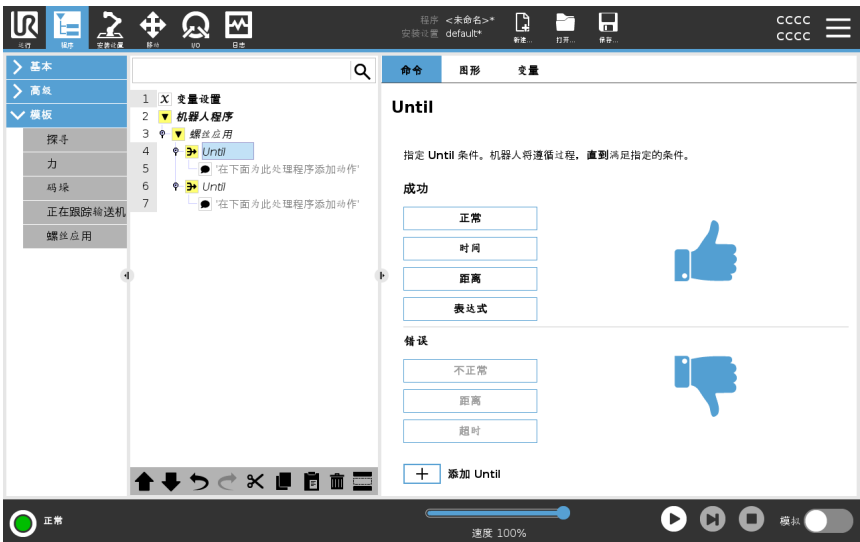 程序 <未命名>*
安装设置 default*
CCCC
CCCC
运行
程序
安装设置
移动
I/O
日志
新建...
打开...
保存...
基本
高级
模板
探寻
力
码垛
正在跟踪输送机
螺丝应用
1 X 变量设置
2 机器人程序
3 螺丝应用
4 Until
5 '在下面为此处理程序添加动作'
6 Until
7 '在下面为此处理程序添加动作'
命令 图形 变量
Until
指定 Until 条件。机器人将遵循过程，直到满足指定的条件。
成功
正常
时间
距离
表达式
错误
不正常
距离
超时
添加 Until
正常
速度 100%
模拟